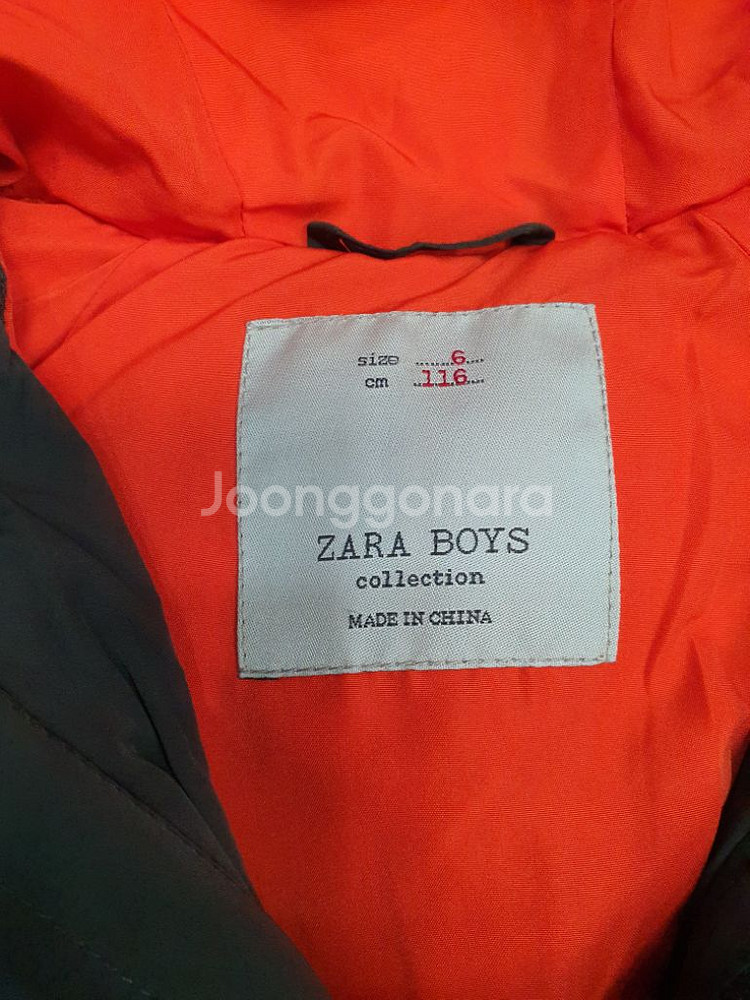 size 6
cm 116
Joonggonara
ZARA BOYS
collection
MADE IN CHINA